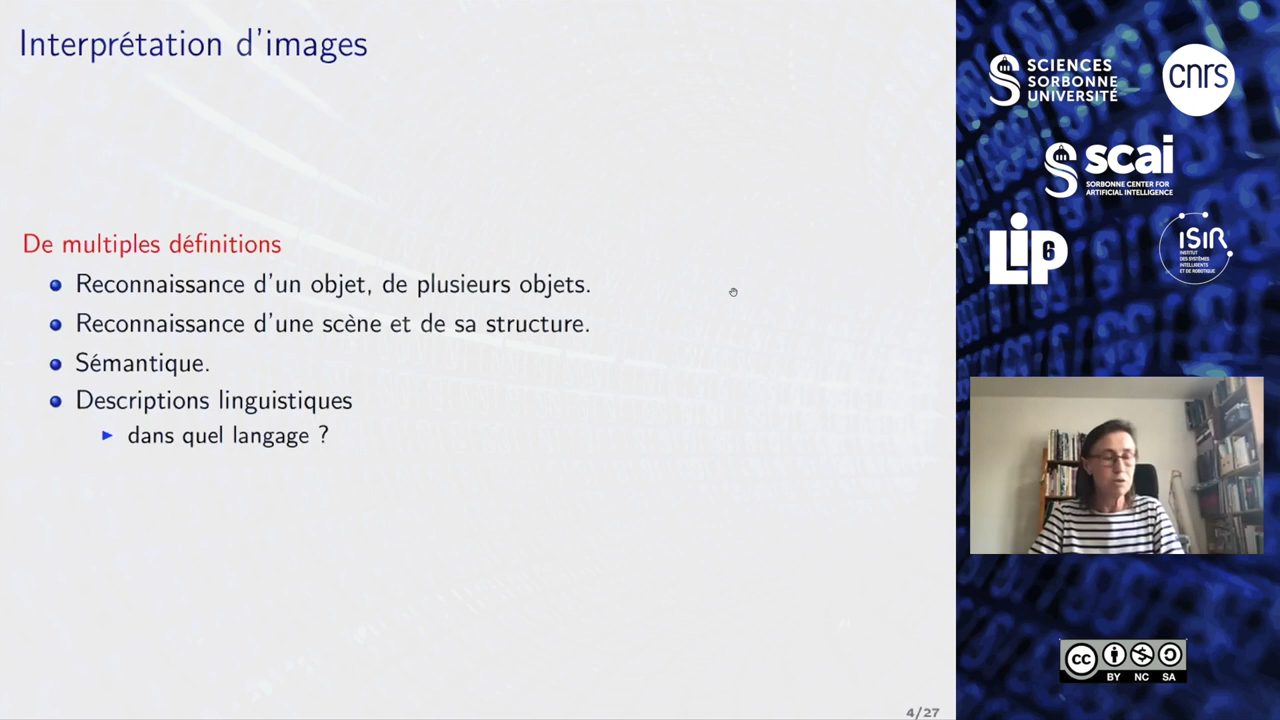 Interprétation d'images
De multiples définitions
Reconnaissance d'un objet, de plusieurs objets.
Reconnaissance d'une scène et de sa structure.
Sémantique.
Descriptions linguistiques
dans quel langage ?
4/27
SCIENCES
SORBONNE
UNIVERSITÉ
cnrs
scai
SORBONNE CENTER FOR
ARTIFICIAL INTELLIGENCE
LIP6
ISIR
INSTITUT
DES SYSTÈMES
INTELLIGENTS
ET DE ROBOTIQUE
cc
BY NC SA